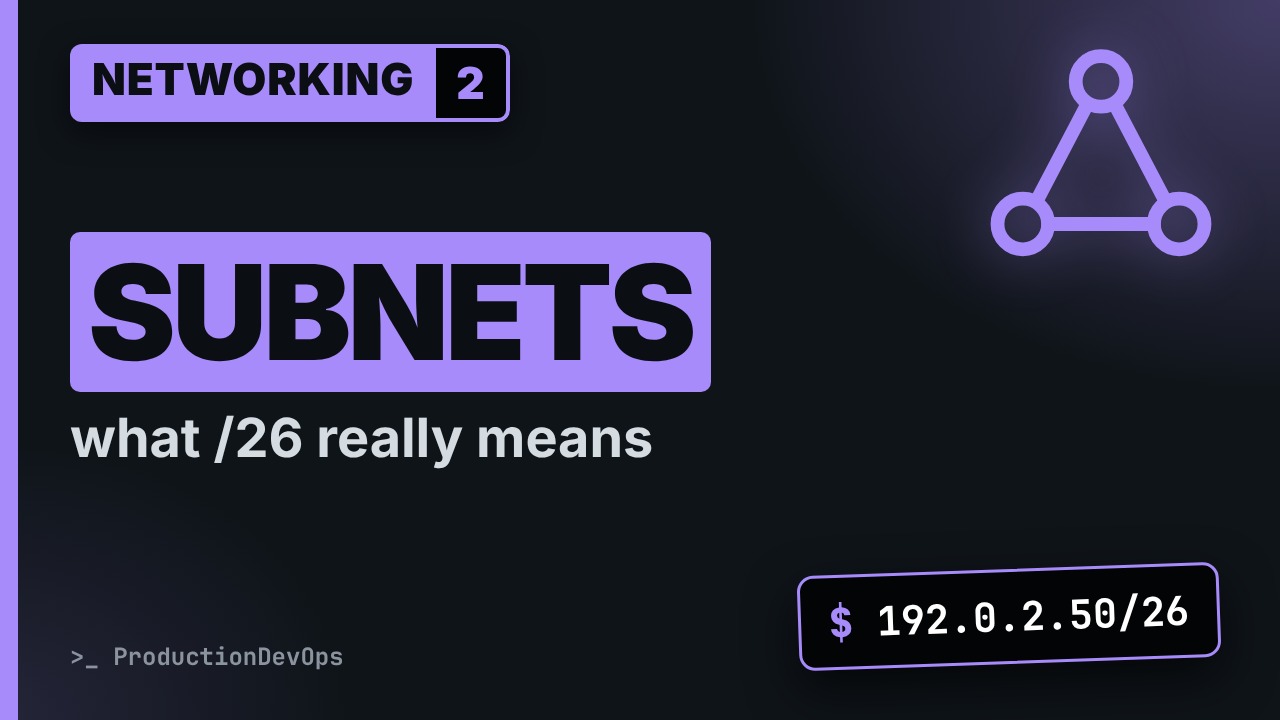 NETWORKING 2
SUBNETS
what /26 really means
$ 192.0.2.50/26
>_ ProductionDevOps